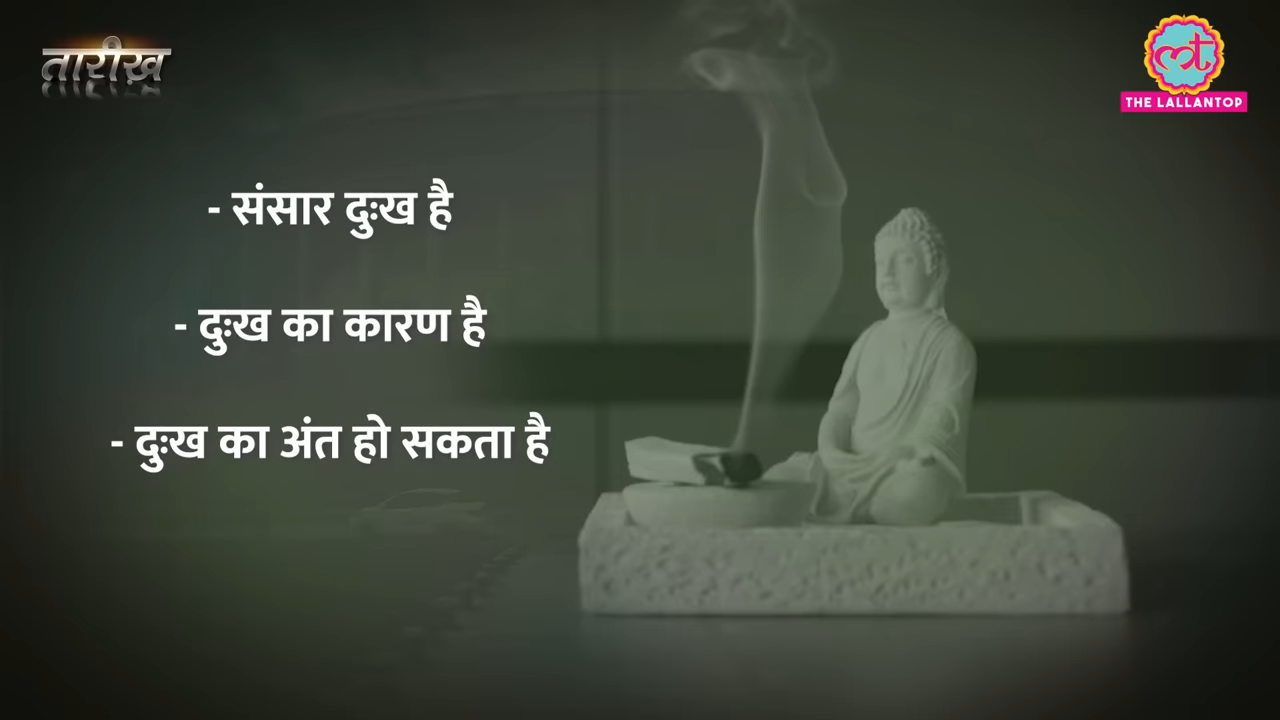 तारीख़
THE LALLANTOP
- संसार दुःख है
- दुःख का कारण है
- दुःख का अंत हो सकता है